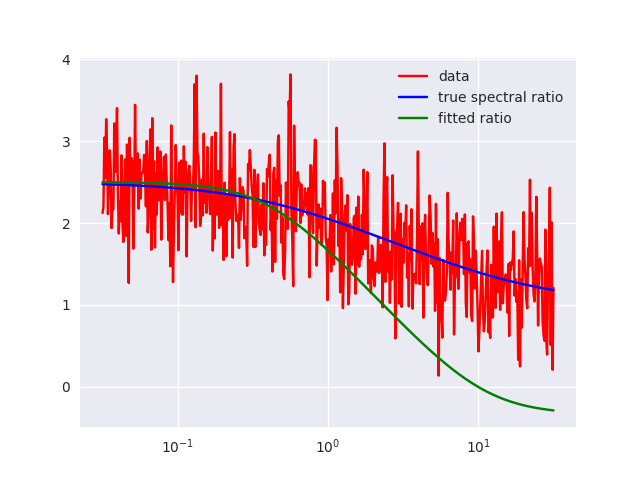 4
data
true spectral ratio
fitted ratio
3
2
1
0
10⁻¹
10⁰
10¹